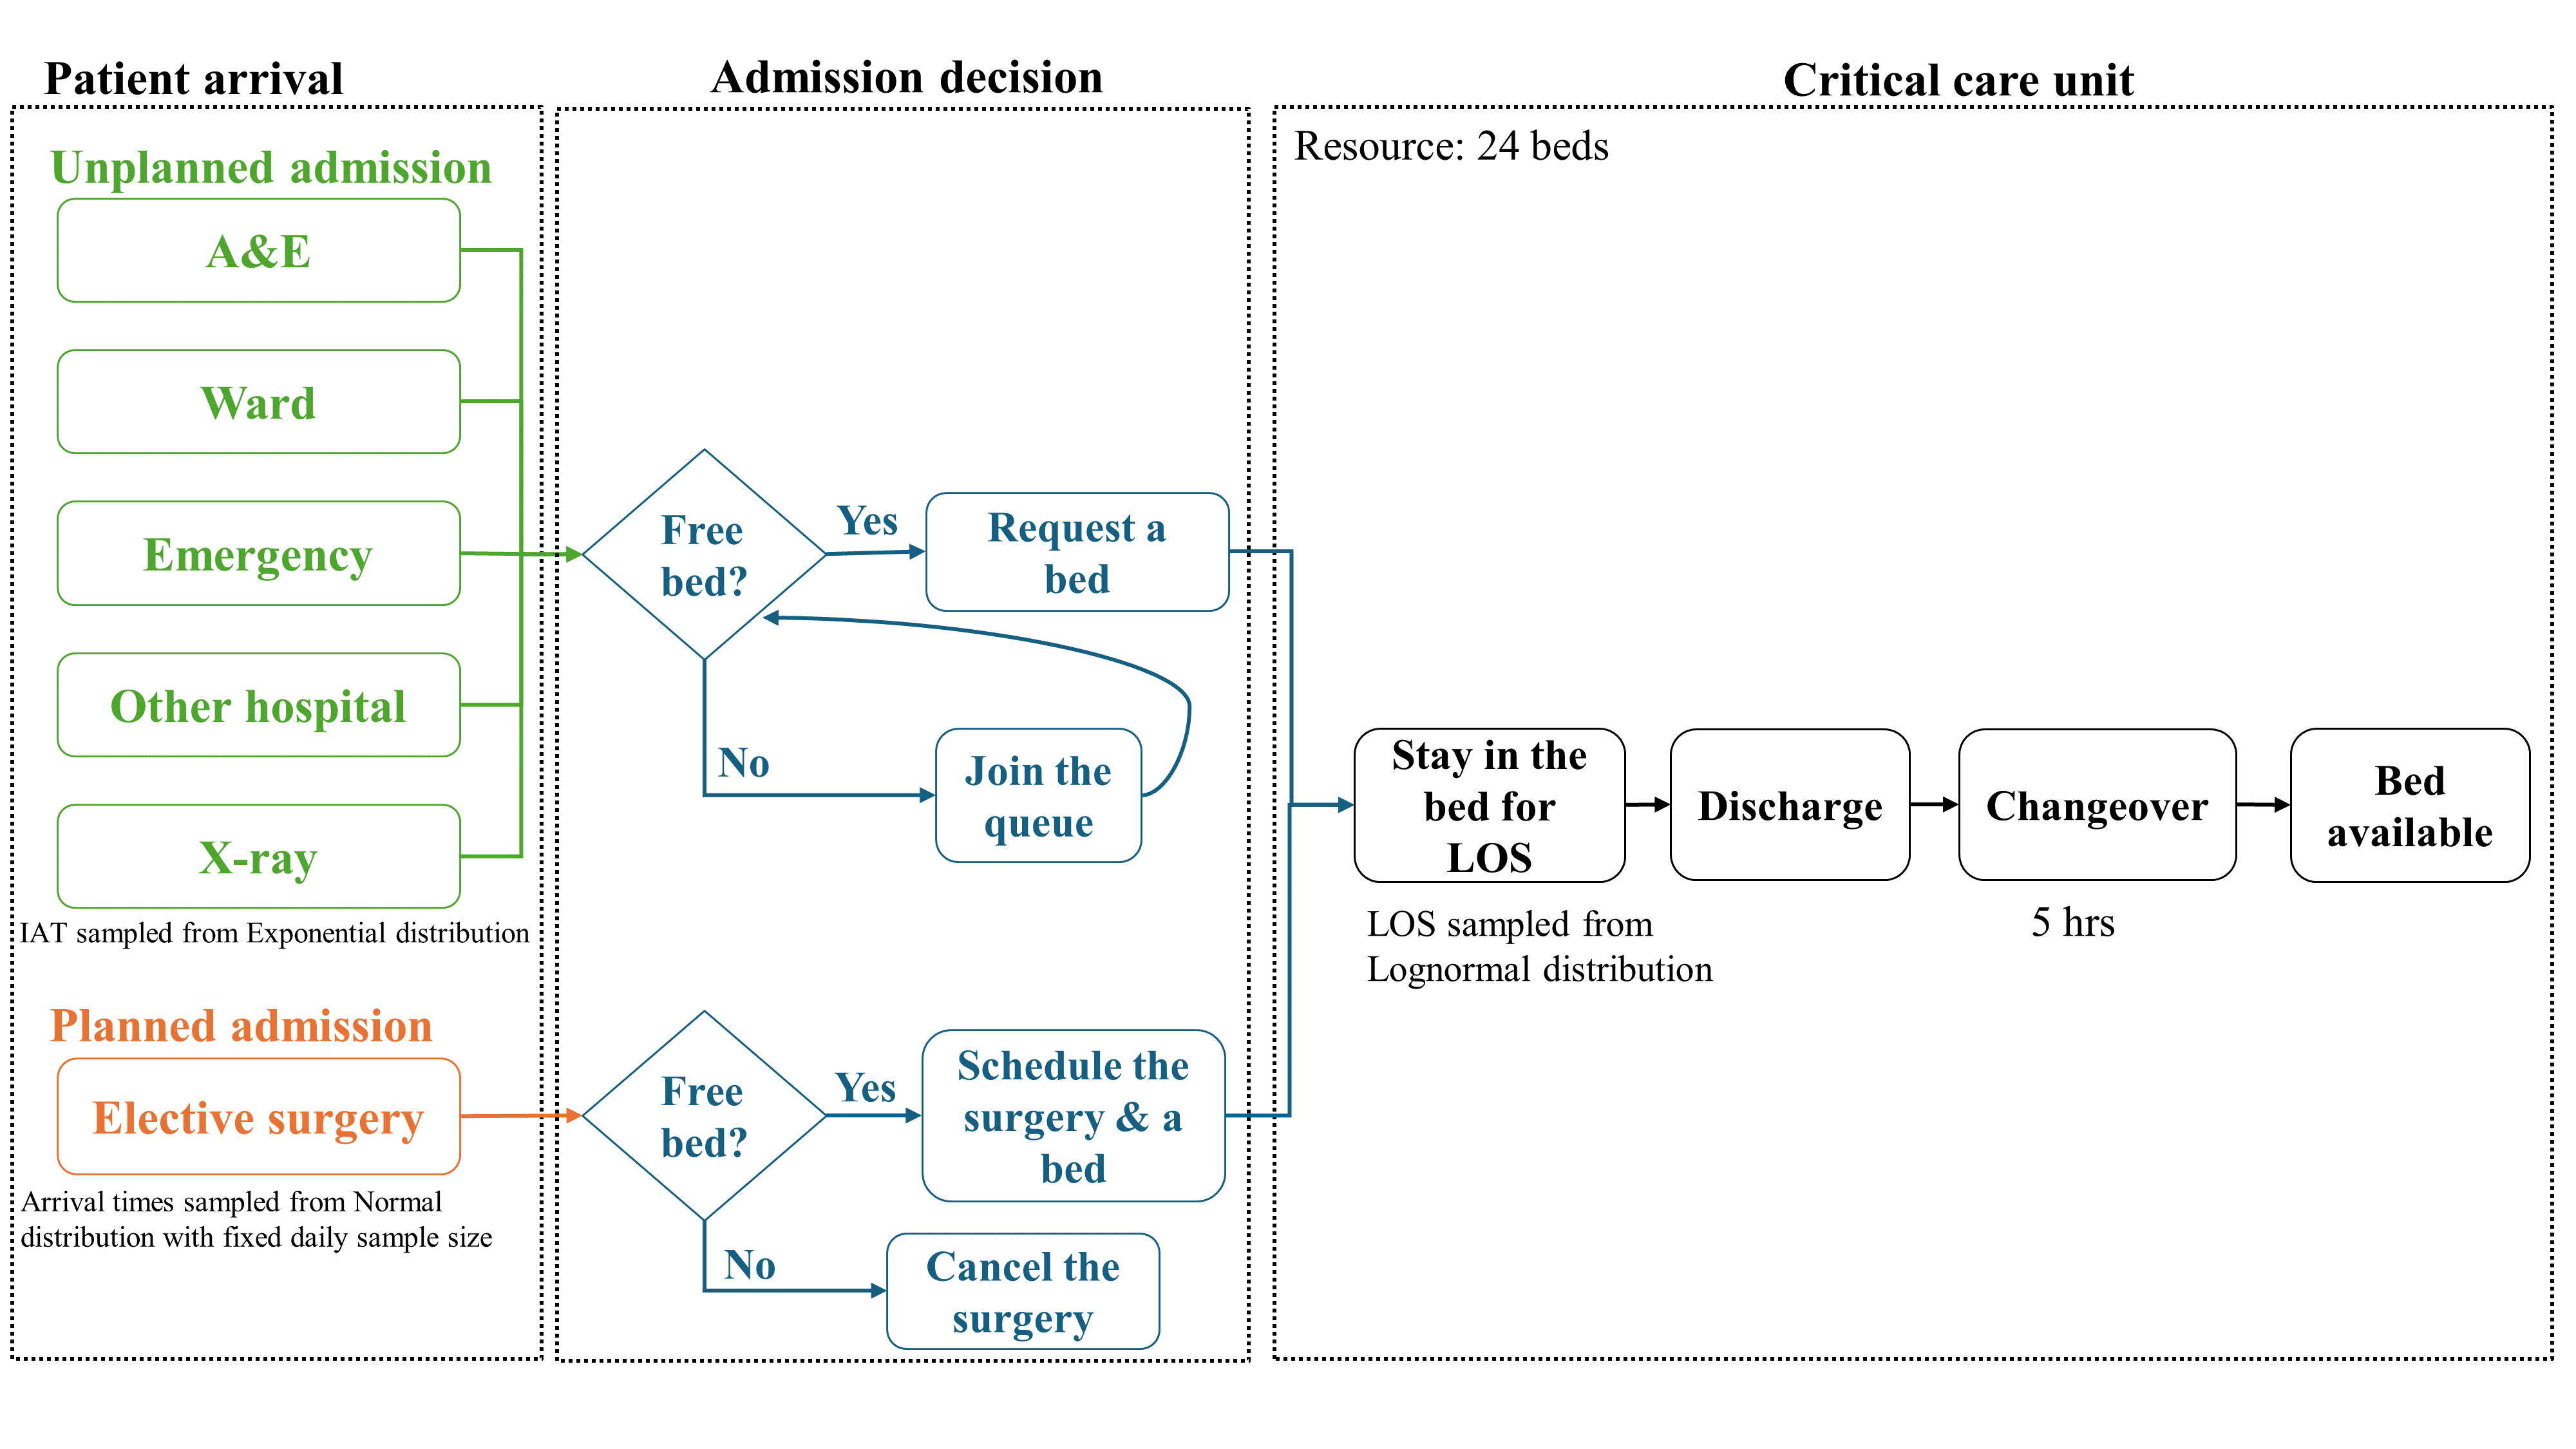 Patient arrival
Unplanned admission
A&E
Ward
Emergency
Other hospital
X-ray
IAT sampled from Exponential distribution
Planned admission
Elective surgery
Arrival times sampled from Normal
distribution with fixed daily sample size
Admission decision
Free
bed?
Yes
Request a
bed
No
Join the
queue
Free
bed?
Yes
Schedule the
surgery & a
bed
No
Cancel the
surgery
Critical care unit
Resource: 24 beds
Stay in the
bed for
LOS
LOS sampled from
Lognormal distribution
Discharge
Changeover
5 hrs
Bed
available